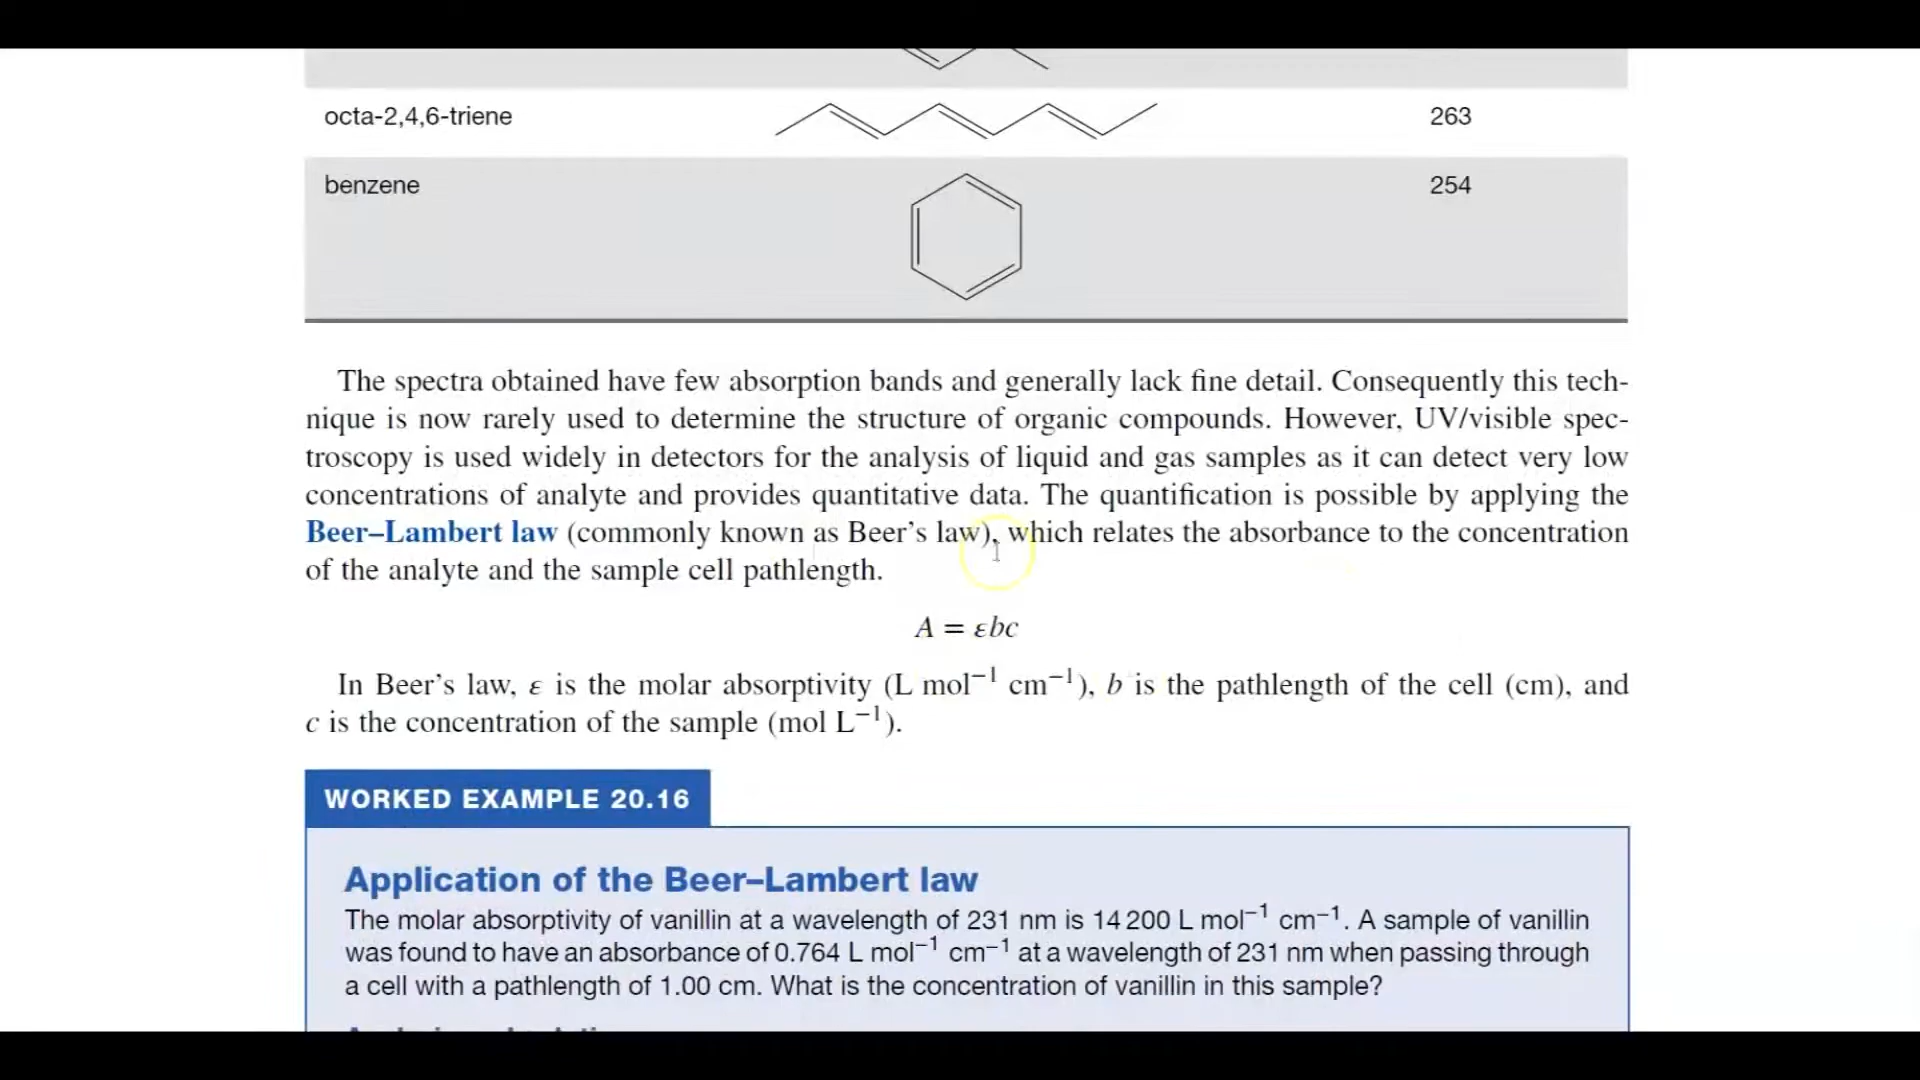 octa-2,4,6-triene 263
benzene 254
The spectra obtained have few absorption bands and generally lack fine detail. Consequently this tech-
nique is now rarely used to determine the structure of organic compounds. However, UV/visible spec-
troscopy is used widely in detectors for the analysis of liquid and gas samples as it can detect very low
concentrations of analyte and provides quantitative data. The quantification is possible by applying the
Beer–Lambert law (commonly known as Beer's law), which relates the absorbance to the concentration
of the analyte and the sample cell pathlength.
A = εbc
In Beer's law, ε is the molar absorptivity (L mol⁻¹ cm⁻¹), b is the pathlength of the cell (cm), and
c is the concentration of the sample (mol L⁻¹).
WORKED EXAMPLE 20.16
Application of the Beer–Lambert law
The molar absorptivity of vanillin at a wavelength of 231 nm is 14 200 L mol⁻¹ cm⁻¹. A sample of vanillin
was found to have an absorbance of 0.764 L mol⁻¹ cm⁻¹ at a wavelength of 231 nm when passing through
a cell with a pathlength of 1.00 cm. What is the concentration of vanillin in this sample?